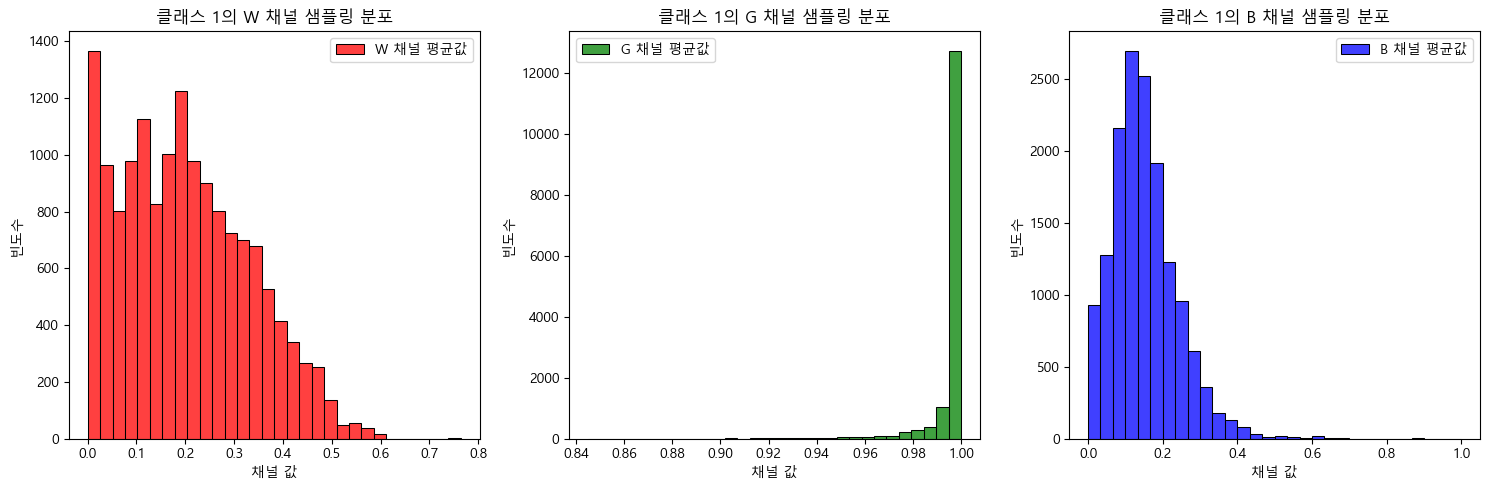 클래스 1의 W 채널 샘플링 분포
W 채널 평균값
빈도수
1400
1200
1000
800
600
400
200
0
0.0 0.1 0.2 0.3 0.4 0.5 0.6 0.7 0.8
채널 값
클래스 1의 G 채널 샘플링 분포
G 채널 평균값
빈도수
12000
10000
8000
6000
4000
2000
0
0.84 0.86 0.88 0.90 0.92 0.94 0.96 0.98 1.00
채널 값
클래스 1의 B 채널 샘플링 분포
B 채널 평균값
빈도수
2500
2000
1500
1000
500
0
0.0 0.2 0.4 0.6 0.8 1.0
채널 값